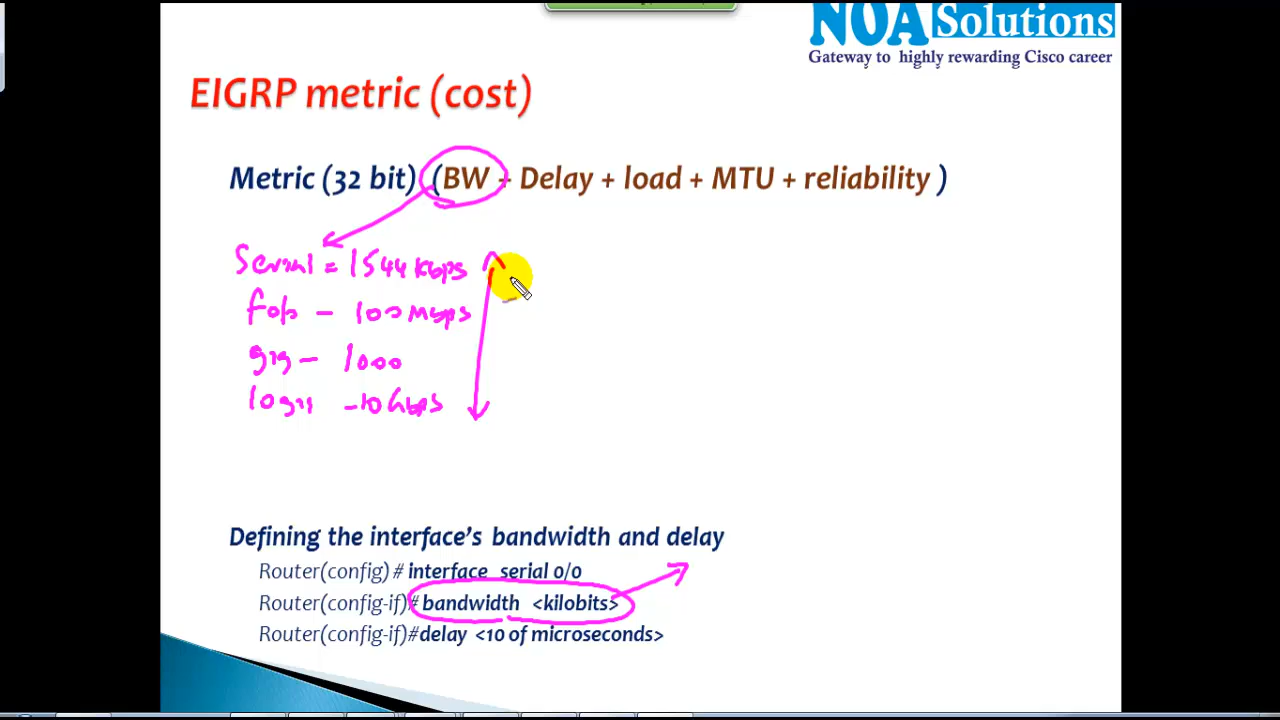 NOA Solutions
Gateway to highly rewarding Cisco career
EIGRP metric (cost)
Metric (32 bit) (BW + Delay + load + MTU + reliability )
Serial = 1544 kbps
100 Mbps
gig - 1000
10gig - 10Gbps
Defining the interface's bandwidth and delay
Router(config) # interface serial 0/0
Router(config-if)# bandwidth <kilobits>
Router(config-if)#delay <10 of microseconds>